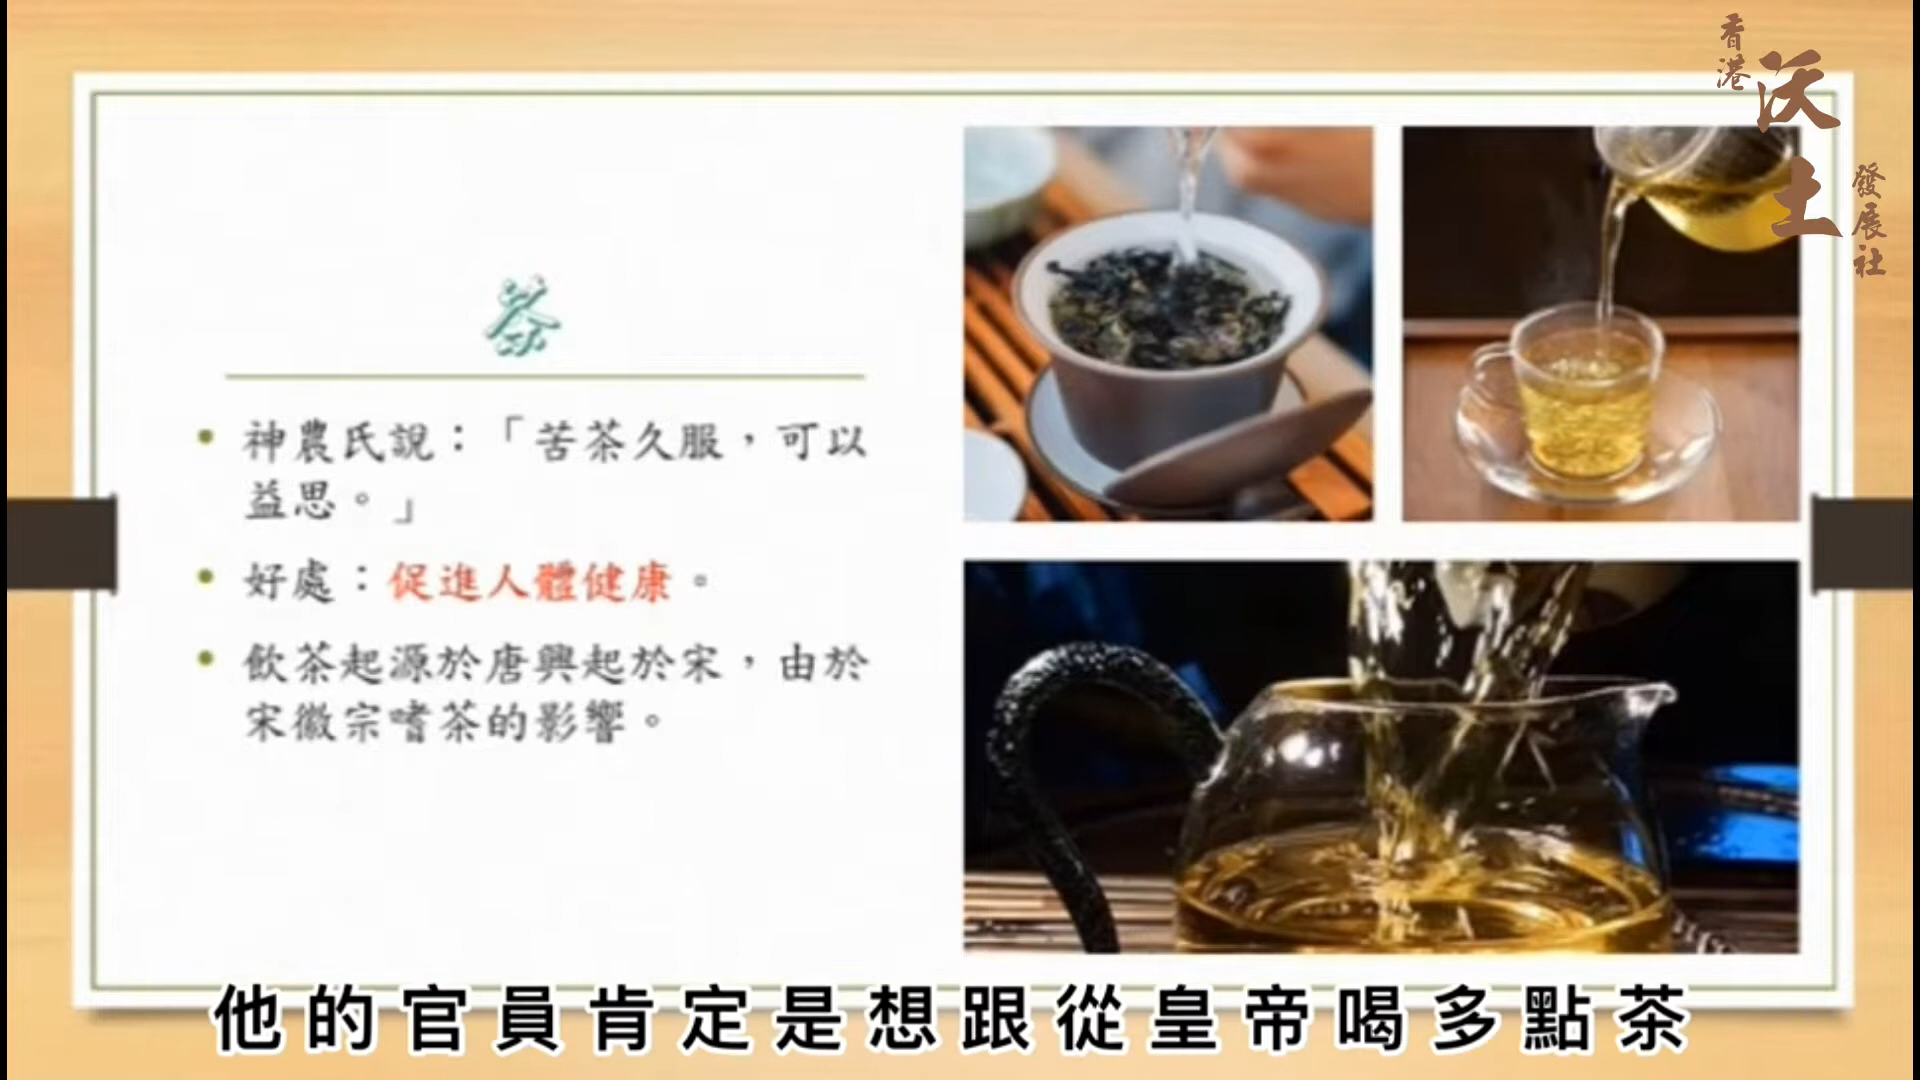 香港
沃土
發展社
茶
神農氏說：「苦茶久服，可以
益思。」
好處：促進人體健康。
飲茶起源於唐興起於宋，由於
宋徽宗嗜茶的影響。
他的官員肯定是想跟從皇帝喝多點茶